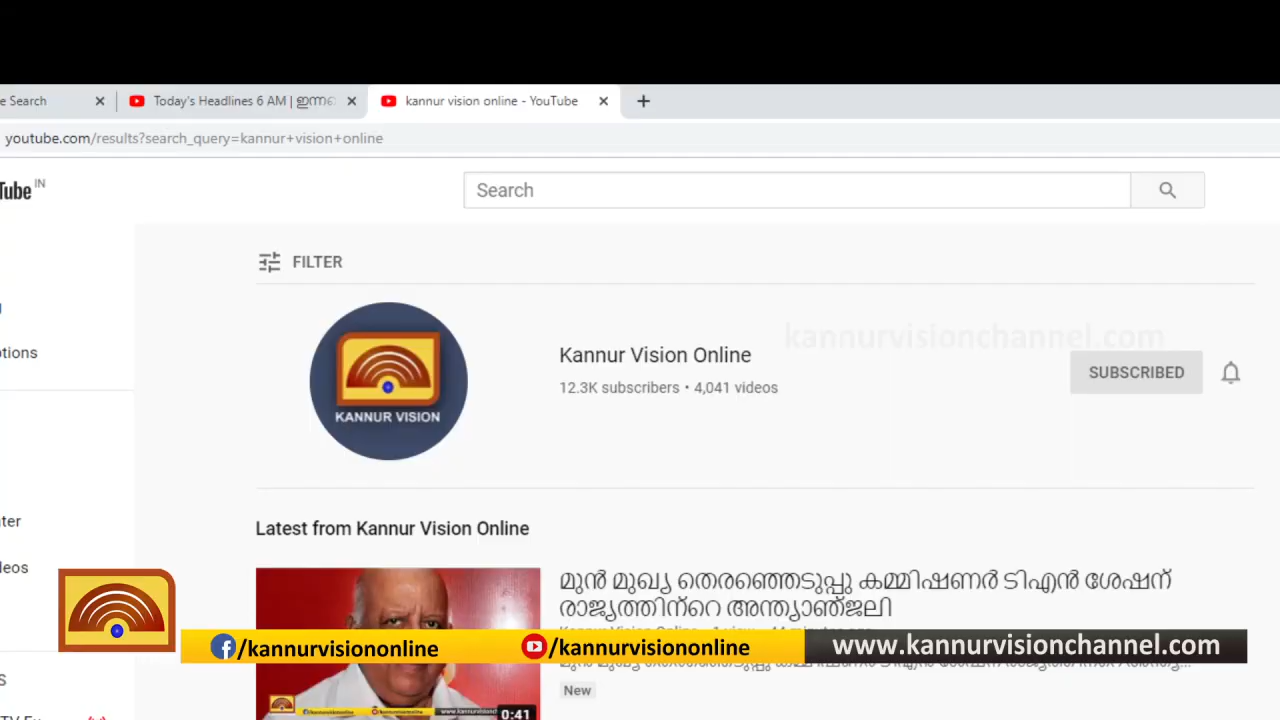 e Search
Today's Headlines 6 AM | ഇന്നത
kannur vision online - YouTube
youtube.com/results?search_query=kannur+vision+online
Tube IN
Search
FILTER
kannurvisionchannel.com
Kannur Vision Online
12.3K subscribers • 4,041 videos
SUBSCRIBED
KANNUR VISION
ptions
Latest from Kannur Vision Online
ter
leos
മുൻ മുഖ്യ തെരഞ്ഞെടുപ്പു കമ്മിഷണർ ടിഎൻ ശേഷന്
രാജ്യത്തിന്റെ അന്ത്യാഞ്ജലി
/kannurvisiononline
/kannurvisiononline
www.kannurvisionchannel.com
S
New
0:41